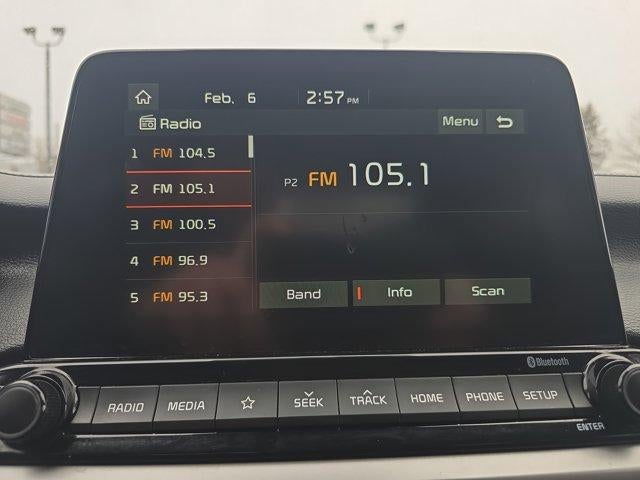 Feb. 6 2:57 PM
Radio Menu
1 FM 104.5
2 FM 105.1
3 FM 100.5
4 FM 96.9
5 FM 95.3
P2 FM 105.1
Band Info Scan
Bluetooth
RADIO MEDIA SEEK TRACK HOME PHONE SETUP
ENTER